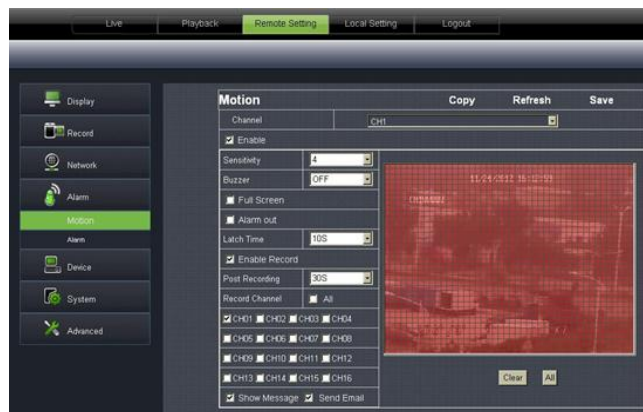 Live Playback Remote Setting Local Setting Logout
Display
Record
Network
Alarm
Motion
Alarm
Device
System
Advanced
Motion Copy Refresh Save
Channel CH1
Enable
Sensitivity 4
Buzzer OFF
Full Screen
Alarm out
Latch Time 10S
Enable Record
Post Recording 30S
Record Channel All
CH01 CH02 CH03 CH04
CH05 CH06 CH07 CH08
CH09 CH10 CH11 CH12
CH13 CH14 CH15 CH16
Show Message Send Email
11/24/2012
Clear All